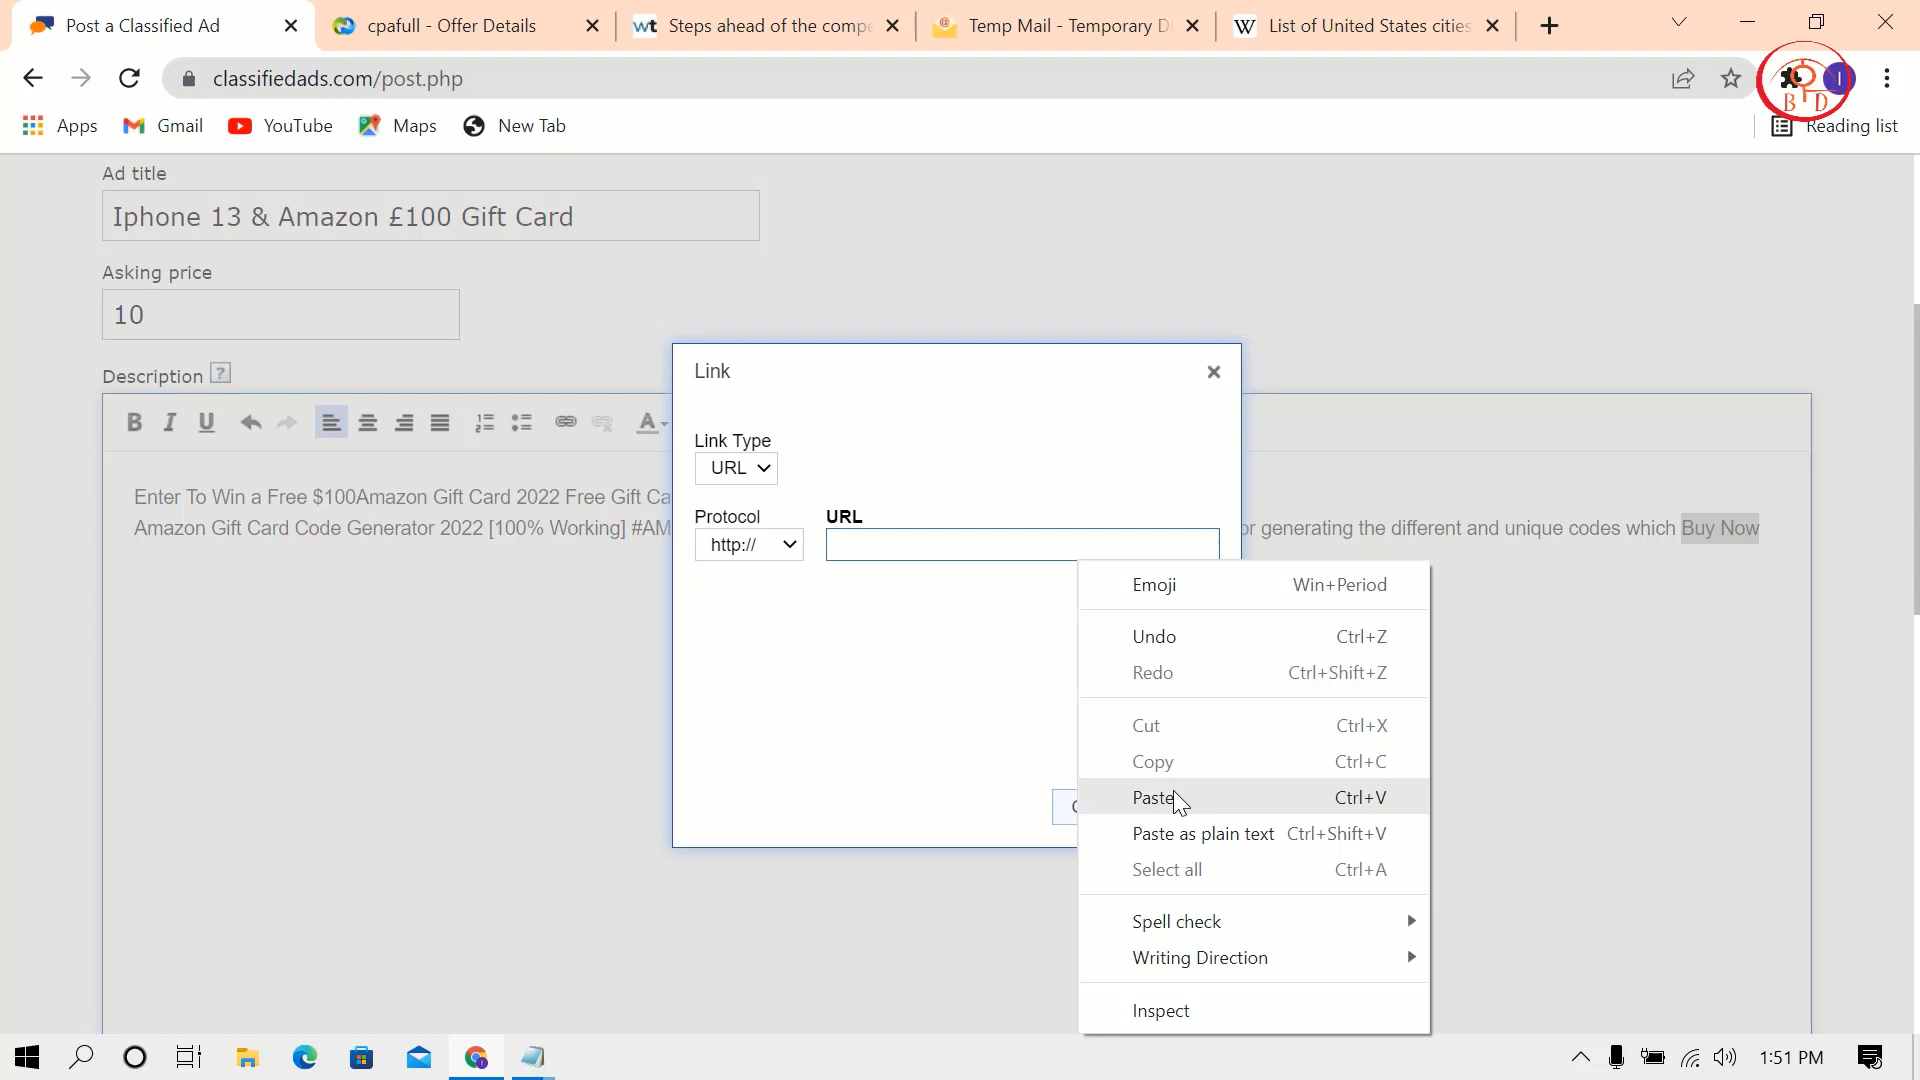 Post a Classified Ad
cpafull - Offer Details
wt Steps ahead of the compe
Temp Mail - Temporary D
W List of United States cities
classifiedads.com/post.php
I
B D
Apps
Gmail
YouTube
Maps
New Tab
Reading list
Ad title
Iphone 13 & Amazon £100 Gift Card
Asking price
10
Description ?
B I U A
Enter To Win a Free $100Amazon Gift Card 2022 Free Gift Ca
Amazon Gift Card Code Generator 2022 [100% Working] #AM
or generating the different and unique codes which Buy Now
Link
Link Type
URL
Protocol
URL
http://
Emoji Win+Period
Undo Ctrl+Z
Redo Ctrl+Shift+Z
Cut Ctrl+X
Copy Ctrl+C
Paste Ctrl+V
Paste as plain text Ctrl+Shift+V
Select all Ctrl+A
Spell check
Writing Direction
Inspect
1:51 PM